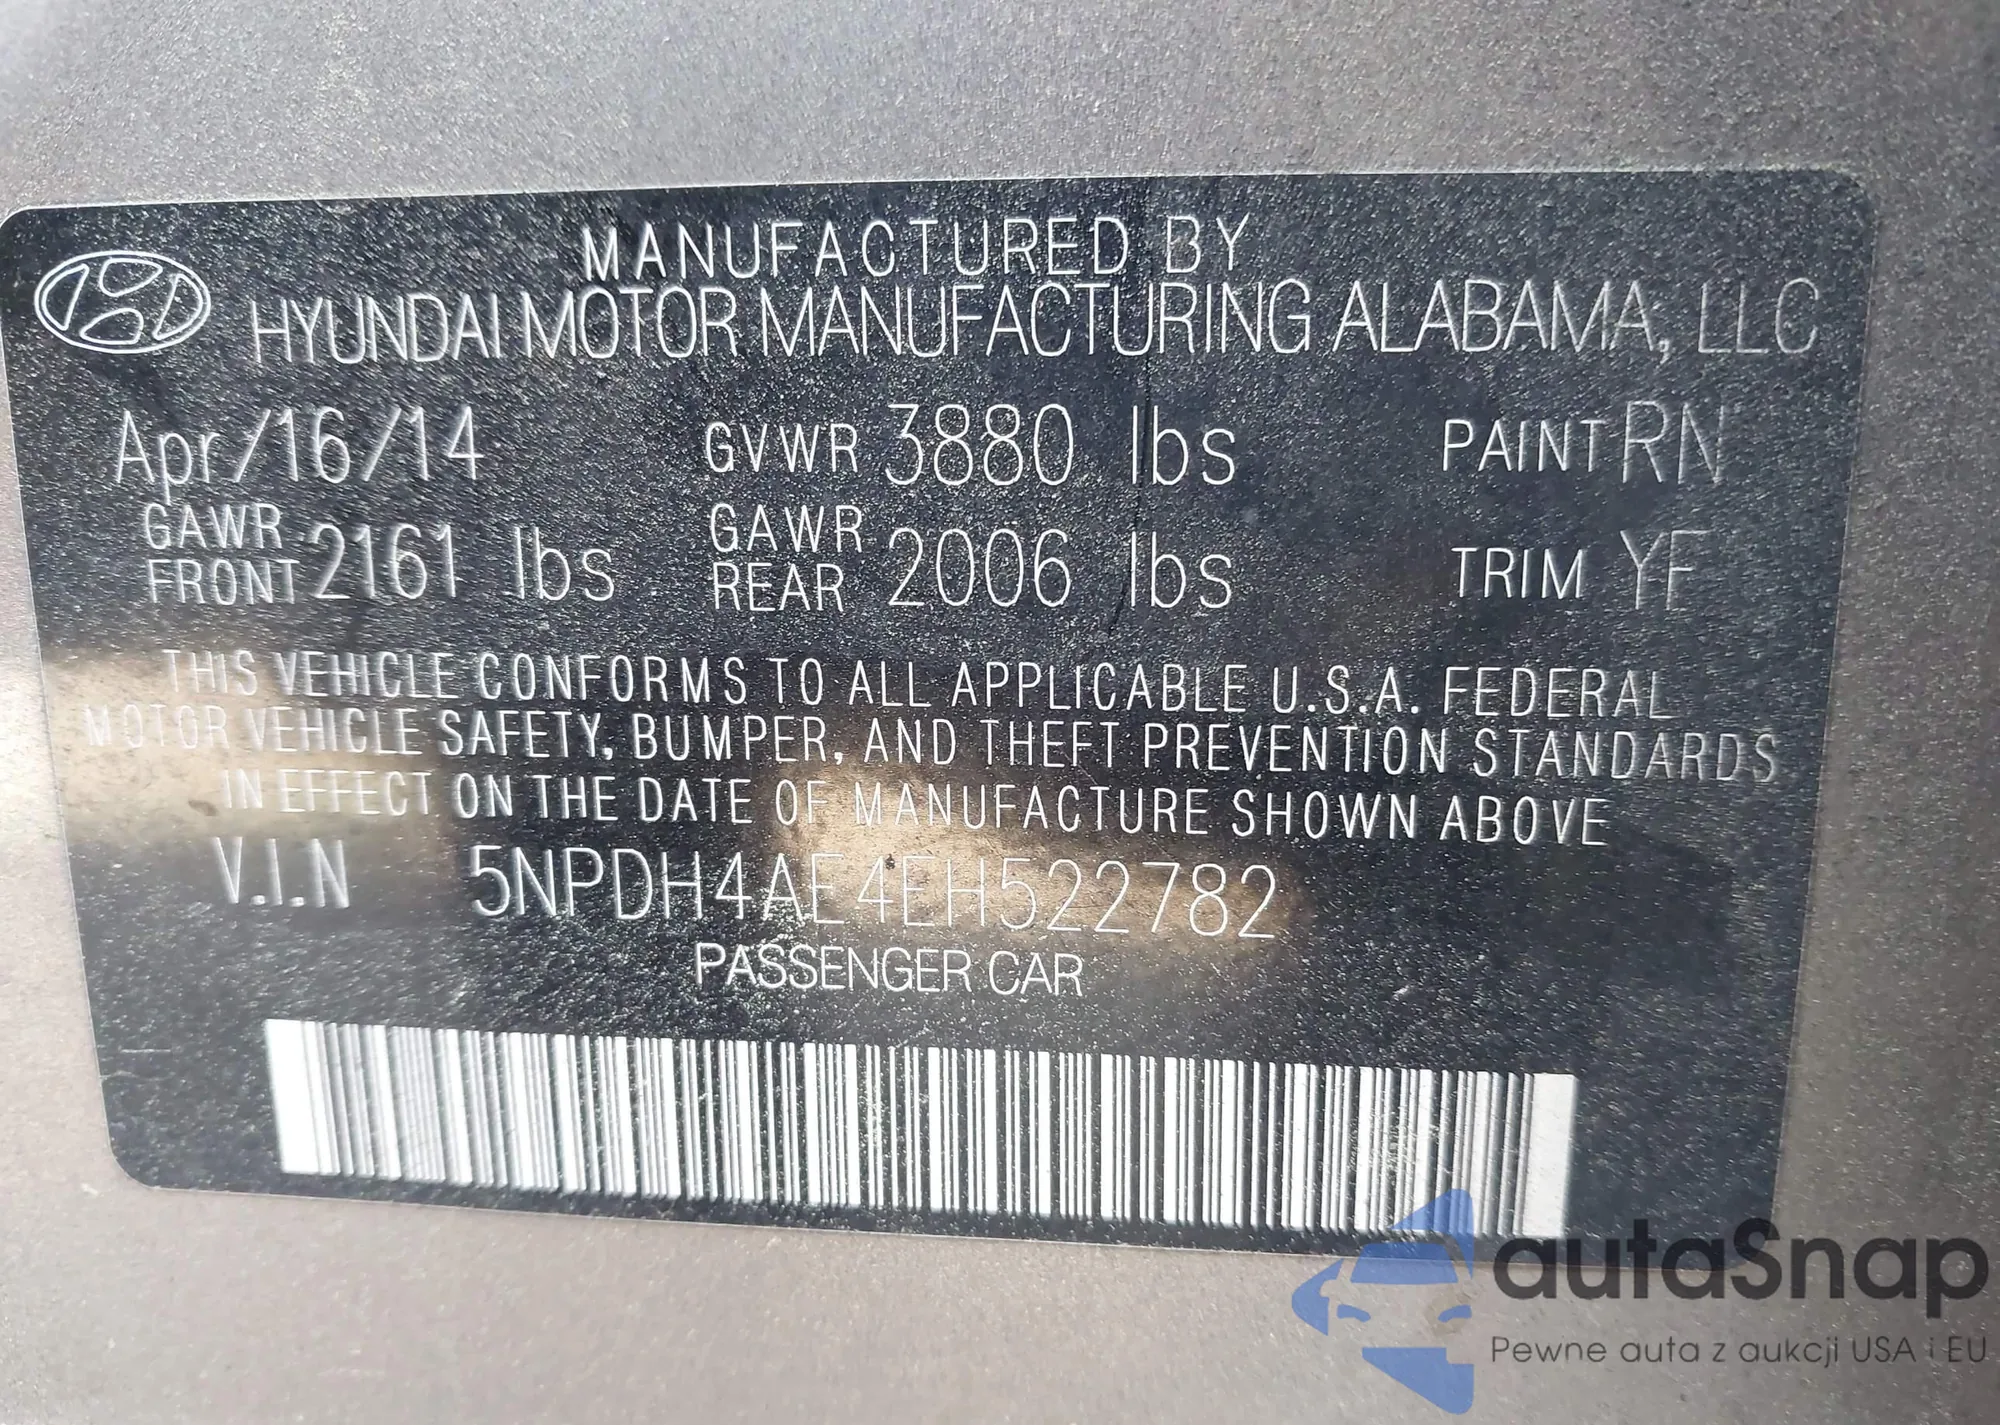 MANUFACTURED BY
HYUNDAI MOTOR MANUFACTURING ALABAMA, LLC
Apr/16/14 GVWR 3880 lbs PAINT RN
GAWR FRONT 2161 lbs GAWR REAR 2006 lbs TRIM YF
THIS VEHICLE CONFORMS TO ALL APPLICABLE U.S.A. FEDERAL
MOTOR VEHICLE SAFETY, BUMPER, AND THEFT PREVENTION STANDARDS
IN EFFECT ON THE DATE OF MANUFACTURE SHOWN ABOVE
V.I.N 5NPDH4AE4EH522782
PASSENGER CAR
autaSnap
Pewne auta z aukcji USA i EU